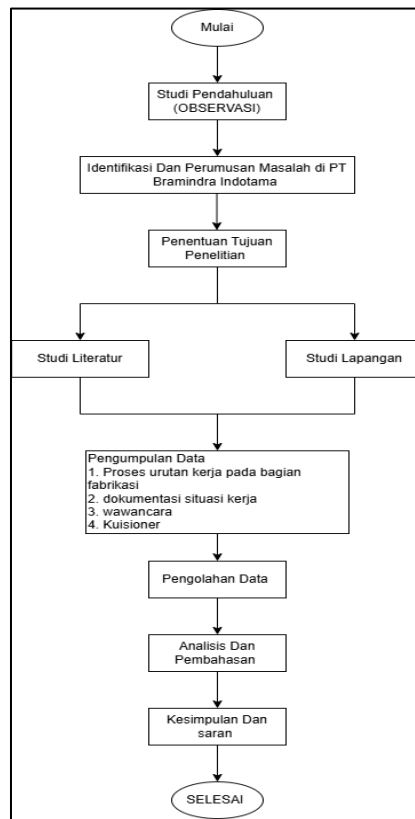 Mulai
Studi Pendahuluan
(OBSERVASI)
Identifikasi Dan Perumusan Masalah di PT
Bramindra Indotama
Penentuan Tujuan
Penelitian
Studi Literatur
Studi Lapangan
Pengumpulan Data
1. Proses urutan kerja pada bagian
fabrikasi
2. dokumentasi situasi kerja
3. wawancara
4. Kuisioner
Pengolahan Data
Analisis Dan
Pembahasan
Kesimpulan Dan
saran
SELESAI